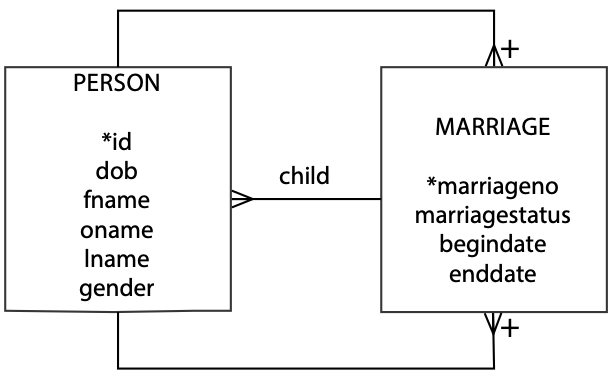 +
PERSON
*id
dob
fname
oname
lname
gender
child
MARRIAGE
*marriageno
marriagestatus
begindate
enddate
+